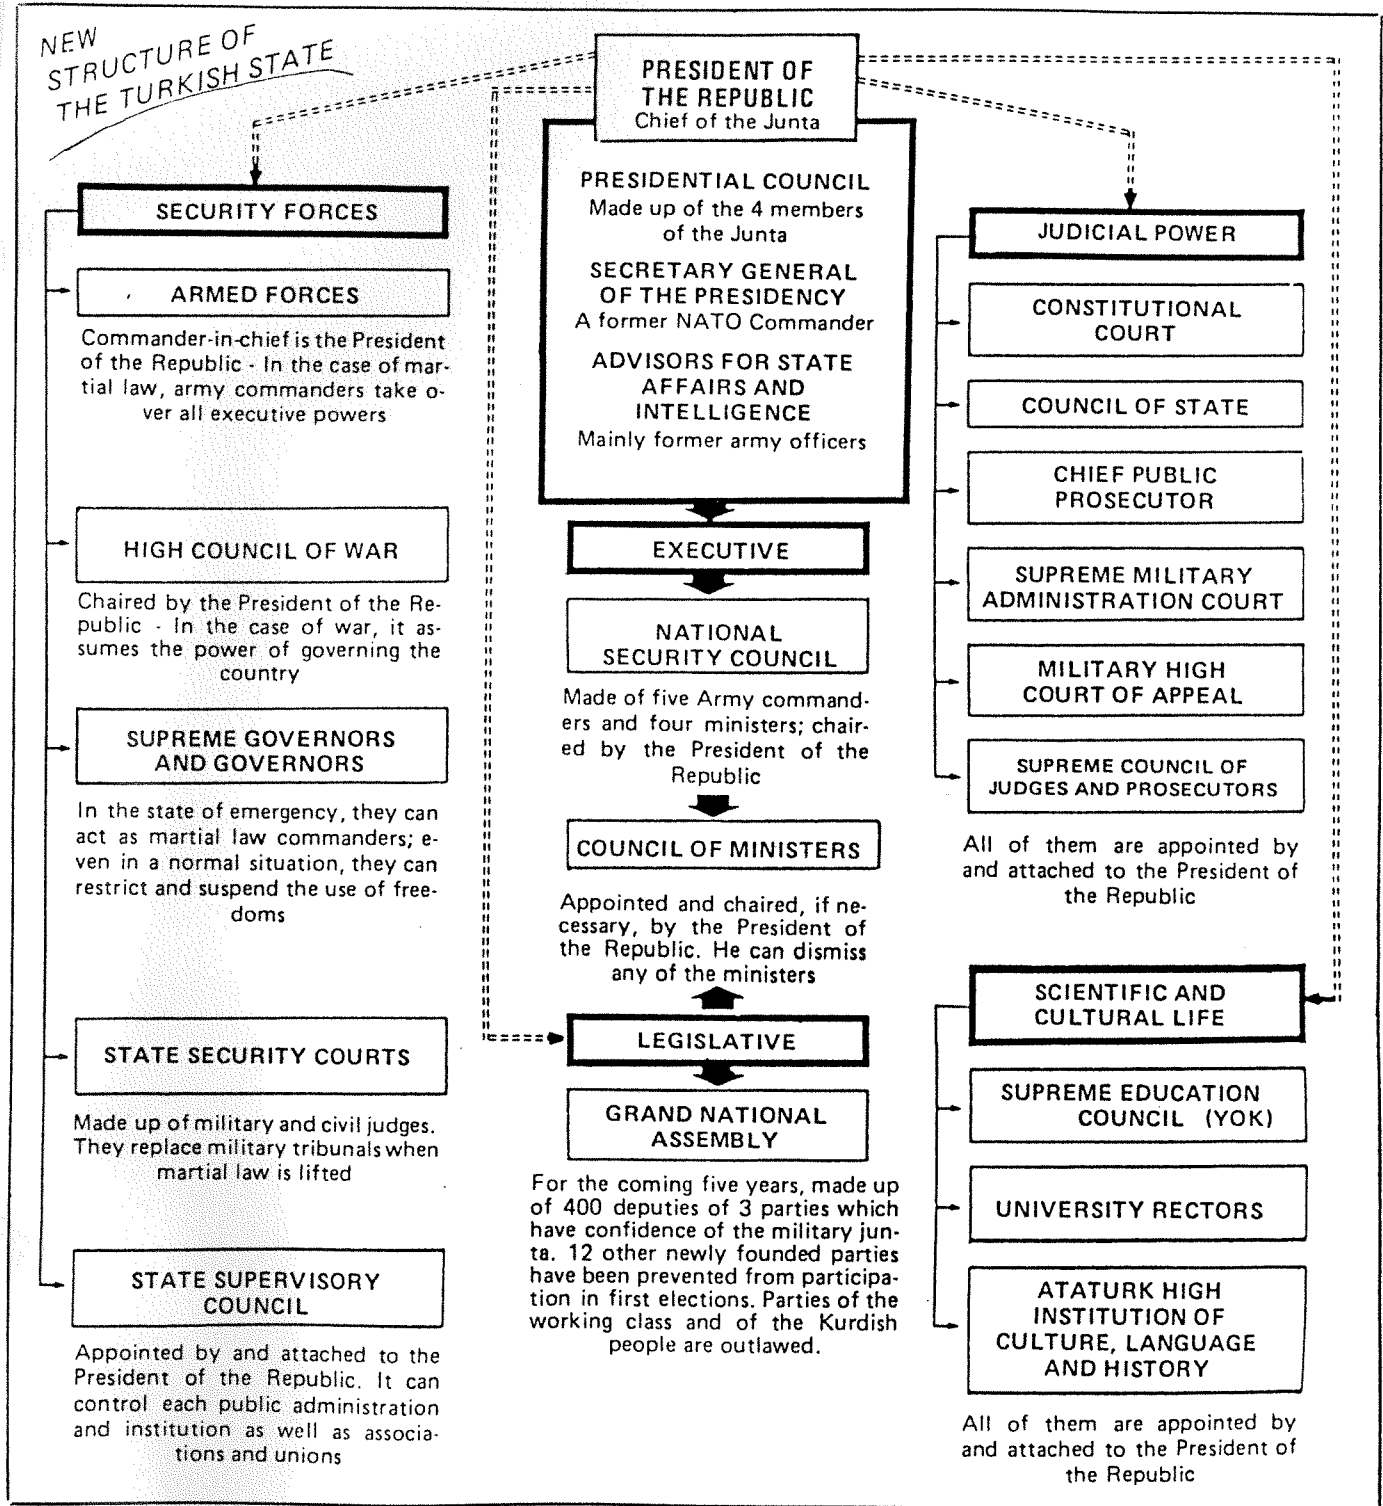 NEW
STRUCTURE OF
THE TURKISH STATE
PRESIDENT OF
THE REPUBLIC
Chief of the Junta
PRESIDENTIAL COUNCIL
Made up of the 4 members
of the Junta
SECRETARY GENERAL
OF THE PRESIDENCY
A former NATO Commander
ADVISORS FOR STATE
AFFAIRS AND
INTELLIGENCE
Mainly former army officers
SECURITY FORCES
ARMED FORCES
Commander-in-chief is the President
of the Republic - In the case of mar-
tial law, army commanders take o-
ver all executive powers
HIGH COUNCIL OF WAR
Chaired by the President of the Re-
public - In the case of war, it as-
sumes the power of governing the
country
SUPREME GOVERNORS
AND GOVERNORS
In the state of emergency, they can
act as martial law commanders; e-
ven in a normal situation, they can
restrict and suspend the use of free-
doms
STATE SECURITY COURTS
Made up of military and civil judges.
They replace military tribunals when
martial law is lifted
STATE SUPERVISORY
COUNCIL
Appointed by and attached to the
President of the Republic. It can
control each public administration
and institution as well as associa-
tions and unions
EXECUTIVE
NATIONAL
SECURITY COUNCIL
Made of five Army command-
ers and four ministers; chair-
ed by the President of the
Republic
COUNCIL OF MINISTERS
Appointed and chaired, if ne-
cessary, by the President of
the Republic. He can dismiss
any of the ministers
LEGISLATIVE
GRAND NATIONAL
ASSEMBLY
For the coming five years, made up
of 400 deputies of 3 parties which
have confidence of the military jun-
ta. 12 other newly founded parties
have been prevented from participa-
tion in first elections. Parties of the
working class and of the Kurdish
people are outlawed.
JUDICIAL POWER
CONSTITUTIONAL
COURT
COUNCIL OF STATE
CHIEF PUBLIC
PROSECUTOR
SUPREME MILITARY
ADMINISTRATION COURT
MILITARY HIGH
COURT OF APPEAL
SUPREME COUNCIL OF
JUDGES AND PROSECUTORS
All of them are appointed by
and attached to the President of
the Republic
SCIENTIFIC AND
CULTURAL LIFE
SUPREME EDUCATION
COUNCIL (YOK)
UNIVERSITY RECTORS
ATATURK HIGH
INSTITUTION OF
CULTURE, LANGUAGE
AND HISTORY
All of them are appointed by
and attached to the President of
the Republic